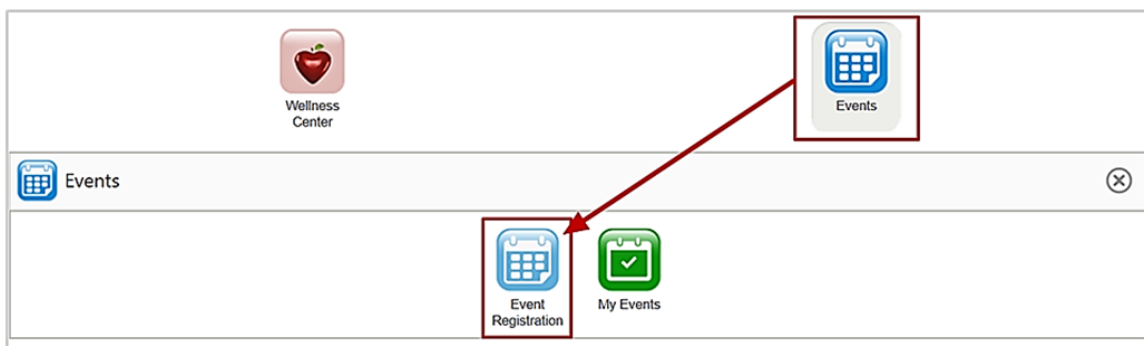 Wellness
Center
Events
Events
Event
Registration
My Events